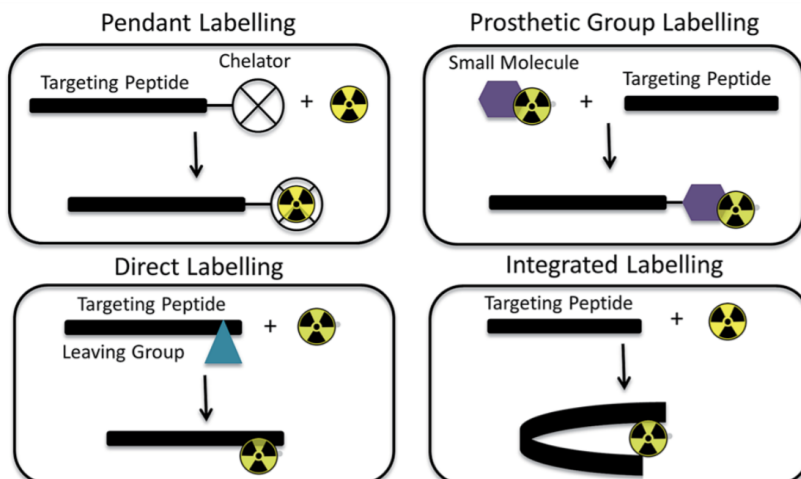 Pendant Labelling
Chelator
Targeting Peptide
+
Prosthetic Group Labelling
Small Molecule
Targeting Peptide
+
Direct Labelling
Targeting Peptide
+
Leaving Group
Integrated Labelling
Targeting Peptide
+